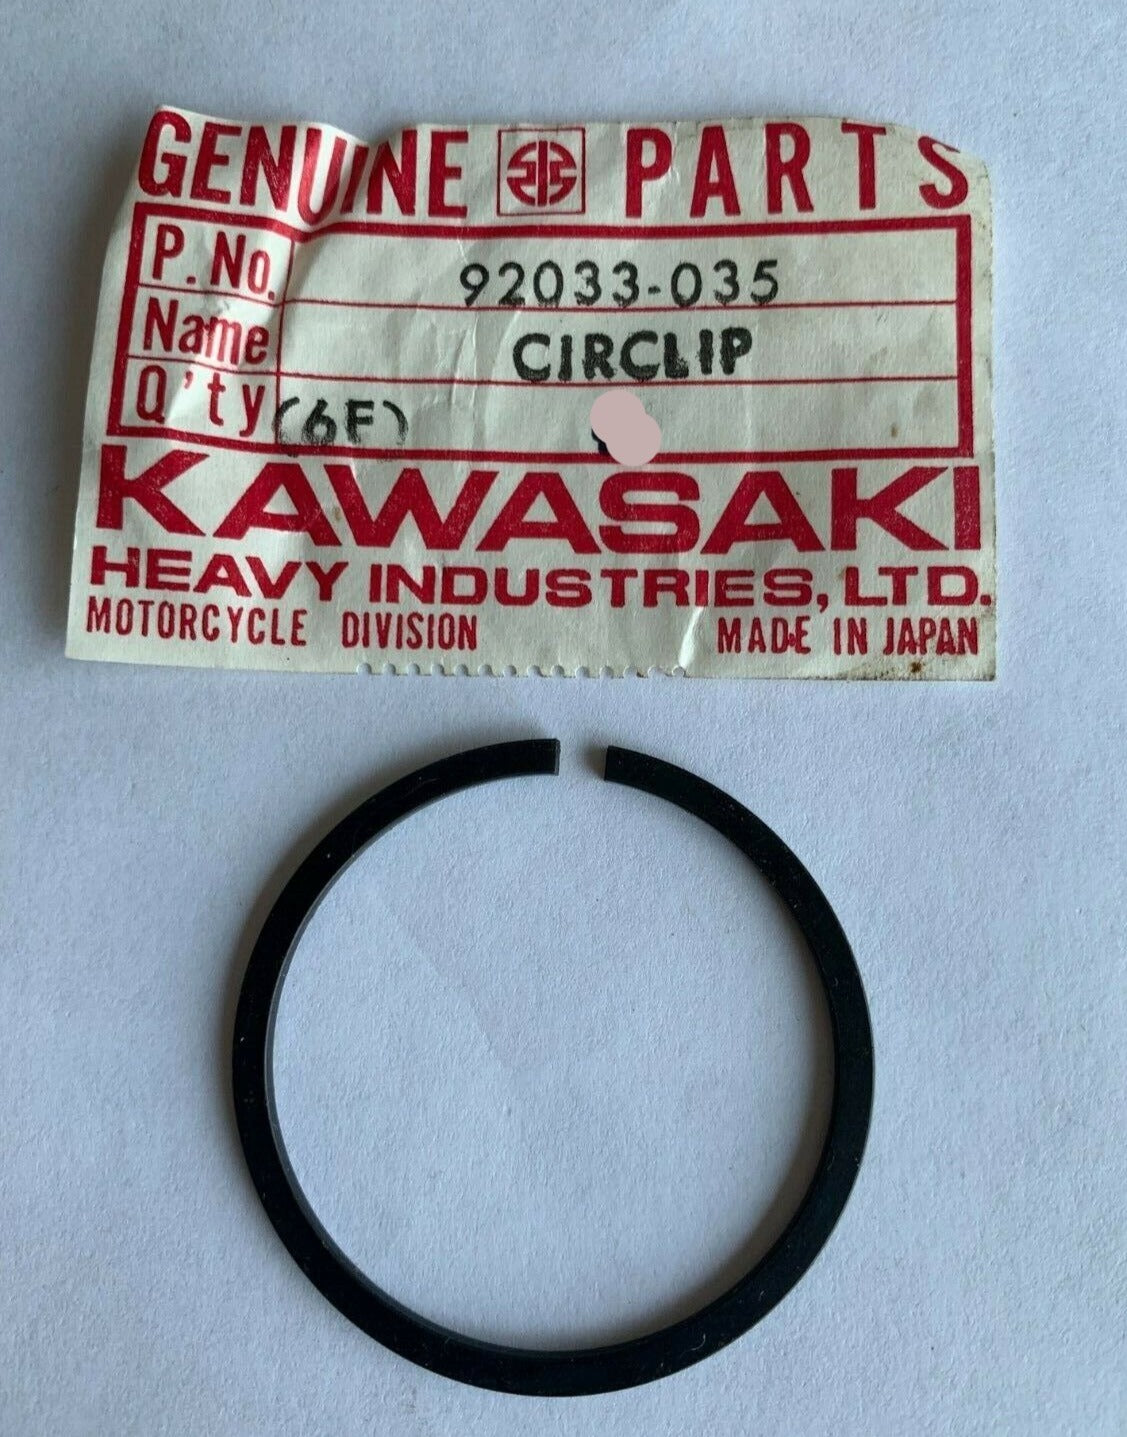 GENUINE PARTS
P.No. 92033-035
Name CIRCLIP
Q'ty (6F)
KAWASAKI
HEAVY INDUSTRIES, LTD.
MOTORCYCLE DIVISION MADE IN JAPAN